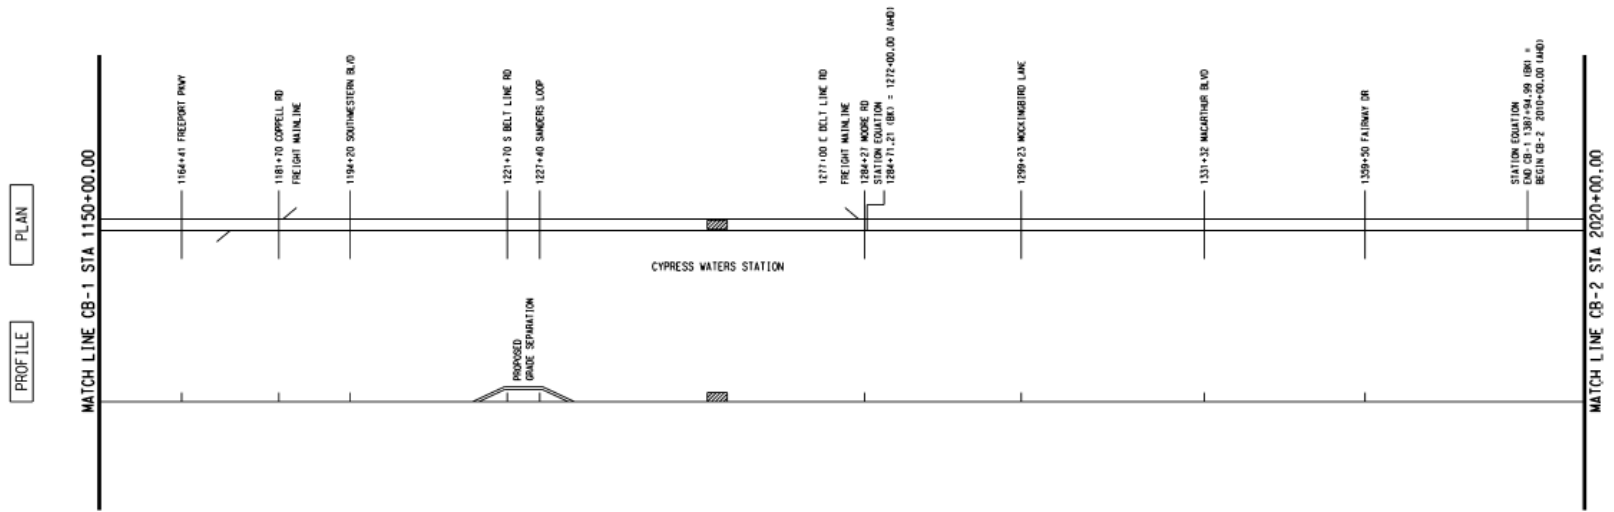 PLAN
PROFILE
MATCH LINE CB-1 STA 1150+00.00
1164+41 FREEPORT PKWY
1181+70 COPPELL RD
FREIGHT MAINLINE
1194+20 SOUTHWESTERN BLVD
1221+70 S BELT LINE RD
1227+40 SANDERS LOOP
CYPRESS WATERS STATION
1277+00 E BELT LINE RD
FREIGHT MAINLINE
1284+27 MOORE RD
STATION EQUATION
1284+71.21 (BK) = 1272+00.00 (AHD)
1299+23 MOCKINGBIRD LANE
1331+32 MACARTHUR BLVD
1359+50 FAIRWAY DR
STATION EQUATION
END CB-1 1387+94.99 (BK) =
BEGIN CB-2 2010+00.00 (AHD)
PROPOSED
GRADE SEPARATION
MATCH LINE CB-2 STA 2020+00.00